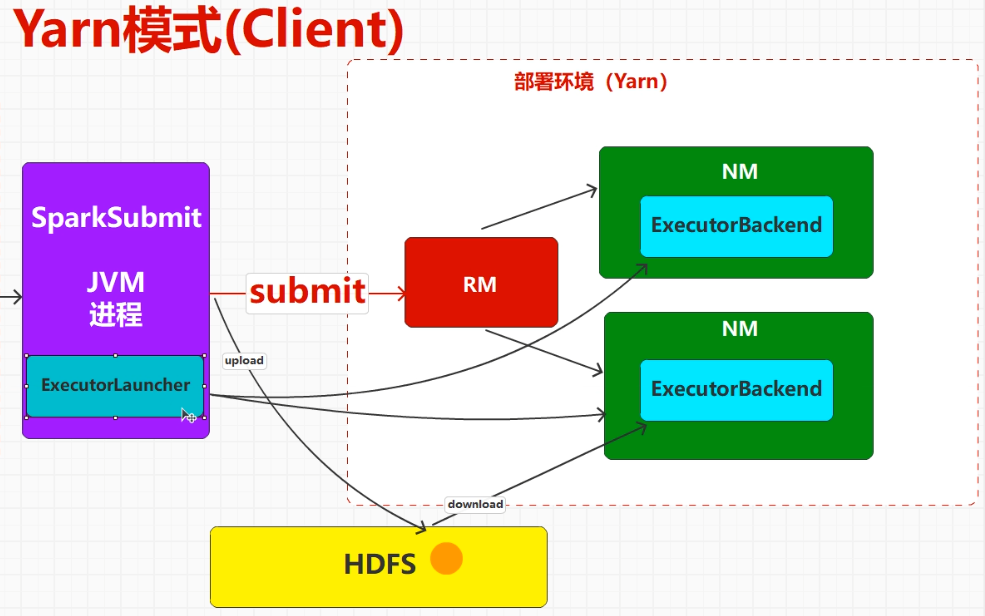 Yarn模式(Client)
部署环境（Yarn）
NM
ExecutorBackend
SparkSubmit
JVM
进程
submit
RM
NM
upload
ExecutorLauncher
ExecutorBackend
download
HDFS